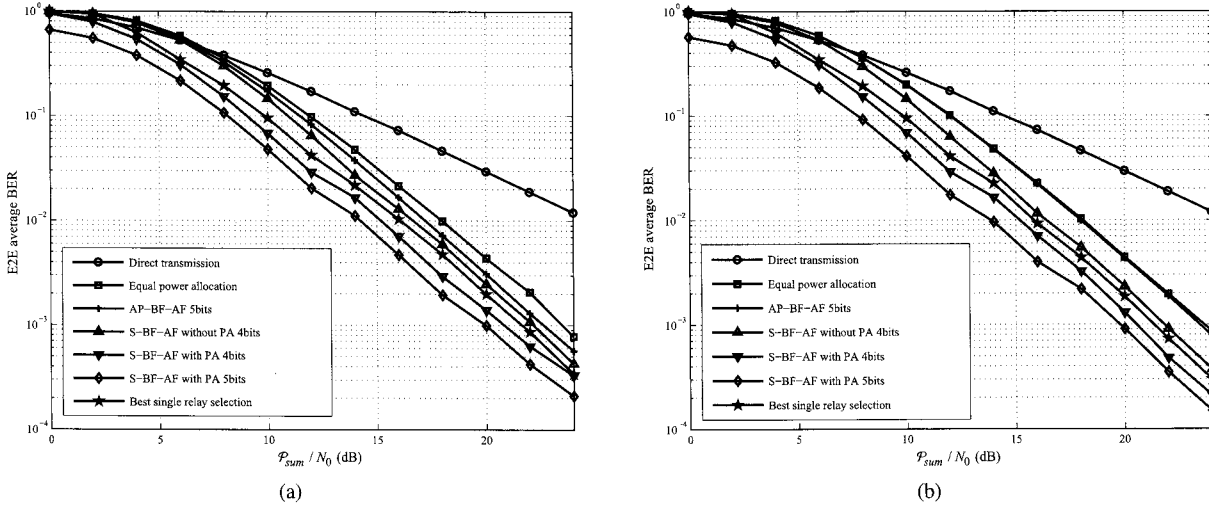 10⁰
10⁻¹
10⁻²
10⁻³
10⁻⁴
E2E average BER
Direct transmission
Equal power allocation
AP−BF−AF 5bits
S−BF−AF without PA 4bits
S−BF−AF with PA 4bits
S−BF−AF with PA 5bits
Best single relay selection
0 5 10 15 20
𝒫sum / N₀ (dB)
(a)
10⁰
10⁻¹
10⁻²
10⁻³
10⁻⁴
E2E average BER
Direct transmission
Equal power allocation
AP−BF−AF 5bits
S−BF−AF without PA 4bits
S−BF−AF with PA 4bits
S−BF−AF with PA 5bits
Best single relay selection
0 5 10 15 20
𝒫sum / N₀ (dB)
(b)